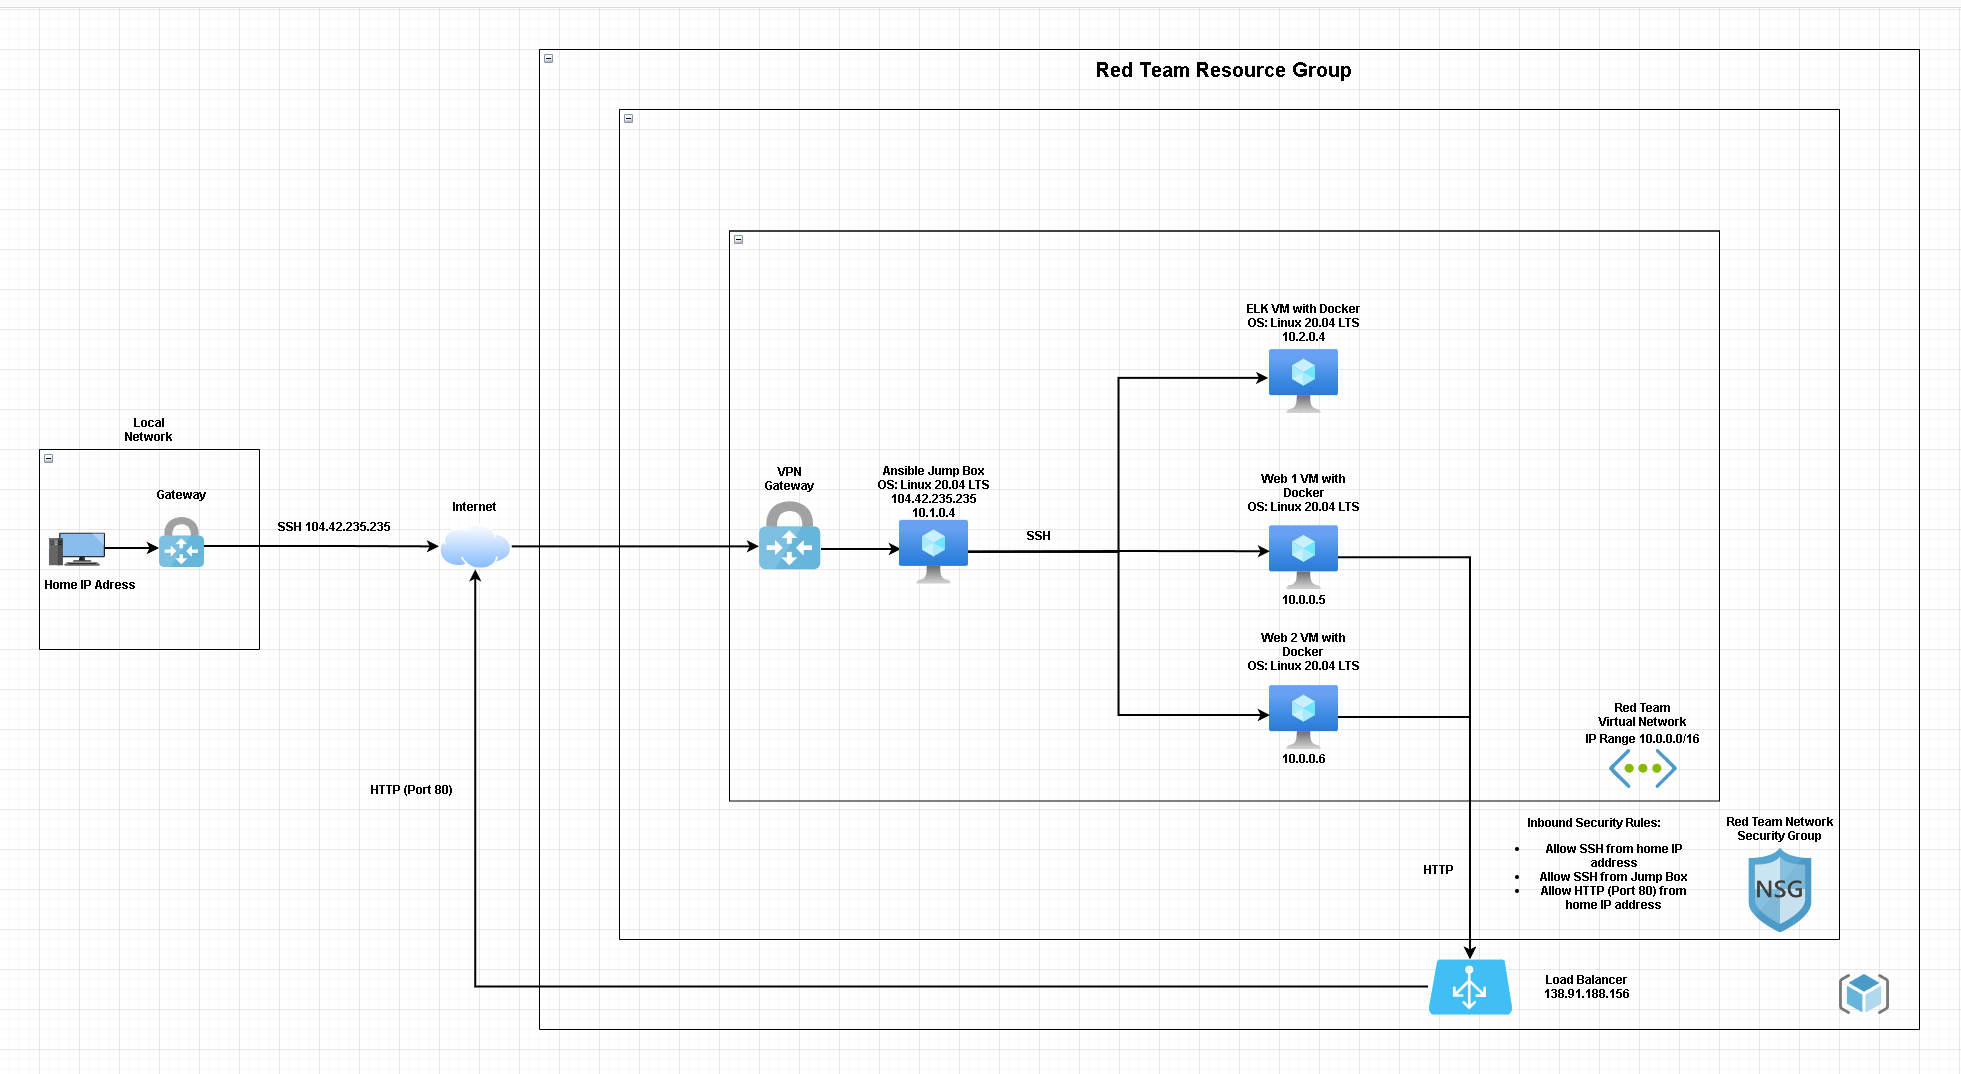 Red Team Resource Group
ELK VM with Docker
OS: Linux 20.04 LTS
10.2.0.4
Local
Network
Gateway
SSH 104.42.235.235
Home IP Adress
Internet
VPN
Gateway
Ansible Jump Box
OS: Linux 20.04 LTS
104.42.235.235
10.1.0.4
SSH
Web 1 VM with
Docker
OS: Linux 20.04 LTS
10.0.0.5
Web 2 VM with
Docker
OS: Linux 20.04 LTS
10.0.0.6
Red Team
Virtual Network
IP Range 10.0.0.0/16
HTTP (Port 80)
Inbound Security Rules:
• Allow SSH from home IP
address
• Allow SSH from Jump Box
• Allow HTTP (Port 80) from
home IP address
Red Team Network
Security Group
NSG
HTTP
Load Balancer
138.91.188.156